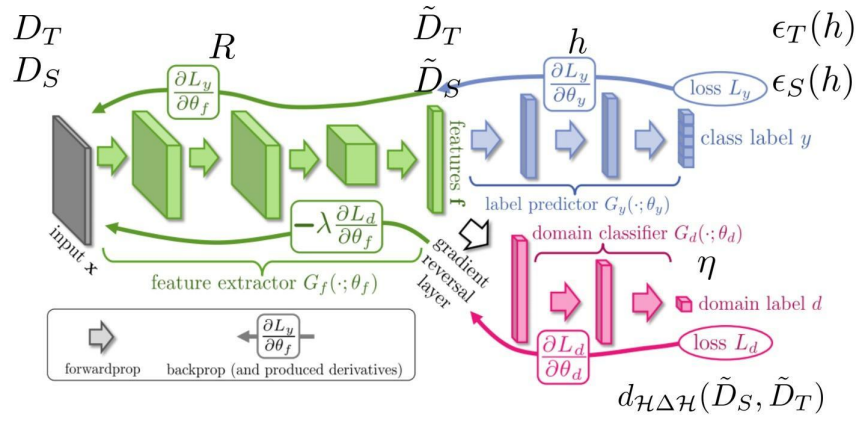 D_T
D_S
R
D̃_T
D̃_S
h
ϵ_T(h)
ϵ_S(h)
∂L_y/∂θ_f
∂L_y/∂θ_y
loss L_y
features f
class label y
label predictor G_y(·;θ_y)
input x
−λ ∂L_d/∂θ_f
feature extractor G_f(·;θ_f)
gradient
reversal
layer
domain classifier G_d(·;θ_d)
η
domain label d
∂L_d/∂θ_d
loss L_d
d_{ℋΔℋ}(D̃_S, D̃_T)
∂L_y/∂θ_f
forwardprop
backprop (and produced derivatives)